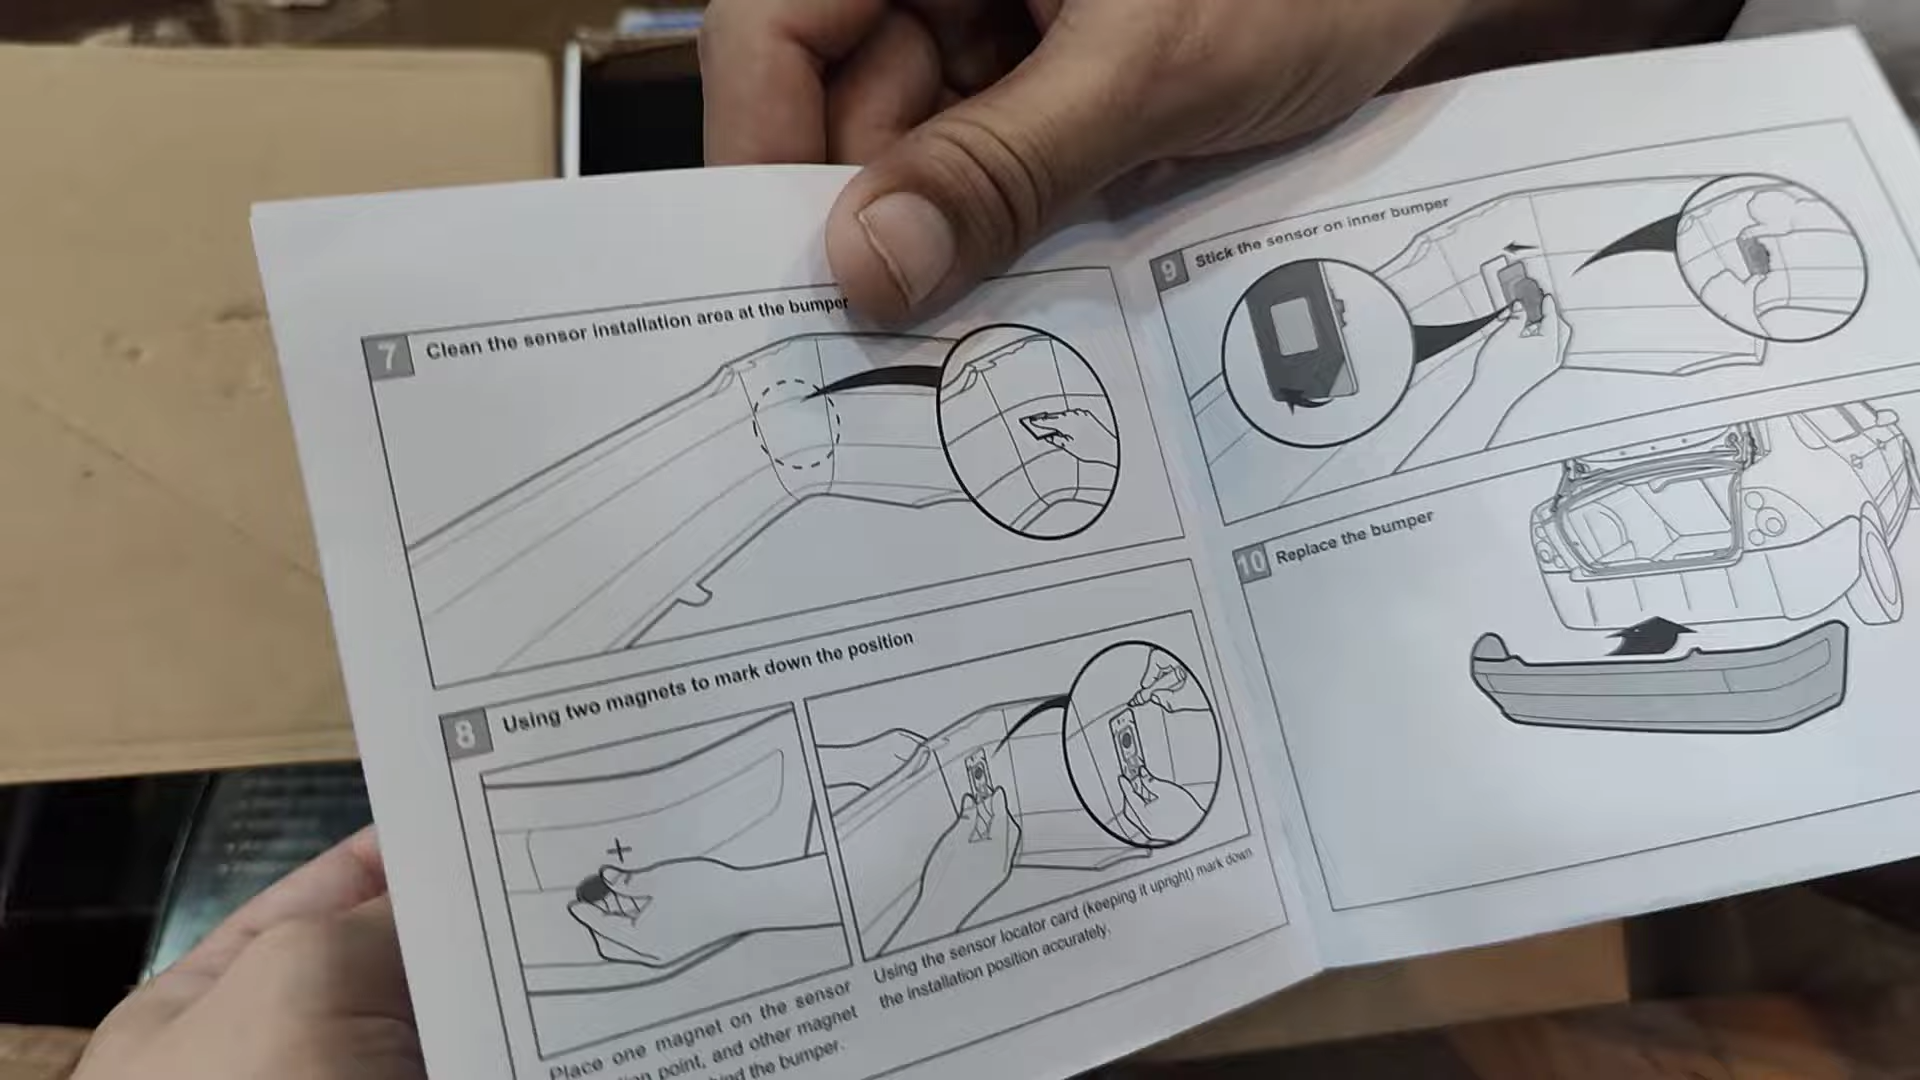 7 Clean the sensor installation area at the bumper
8 Using two magnets to mark down the position
Place one magnet on the sensor
point, and other magnet
the bumper.
Using the sensor locator card (keeping it upright) mark down
the installation position accurately.
9 Stick the sensor on inner bumper
10 Replace the bumper